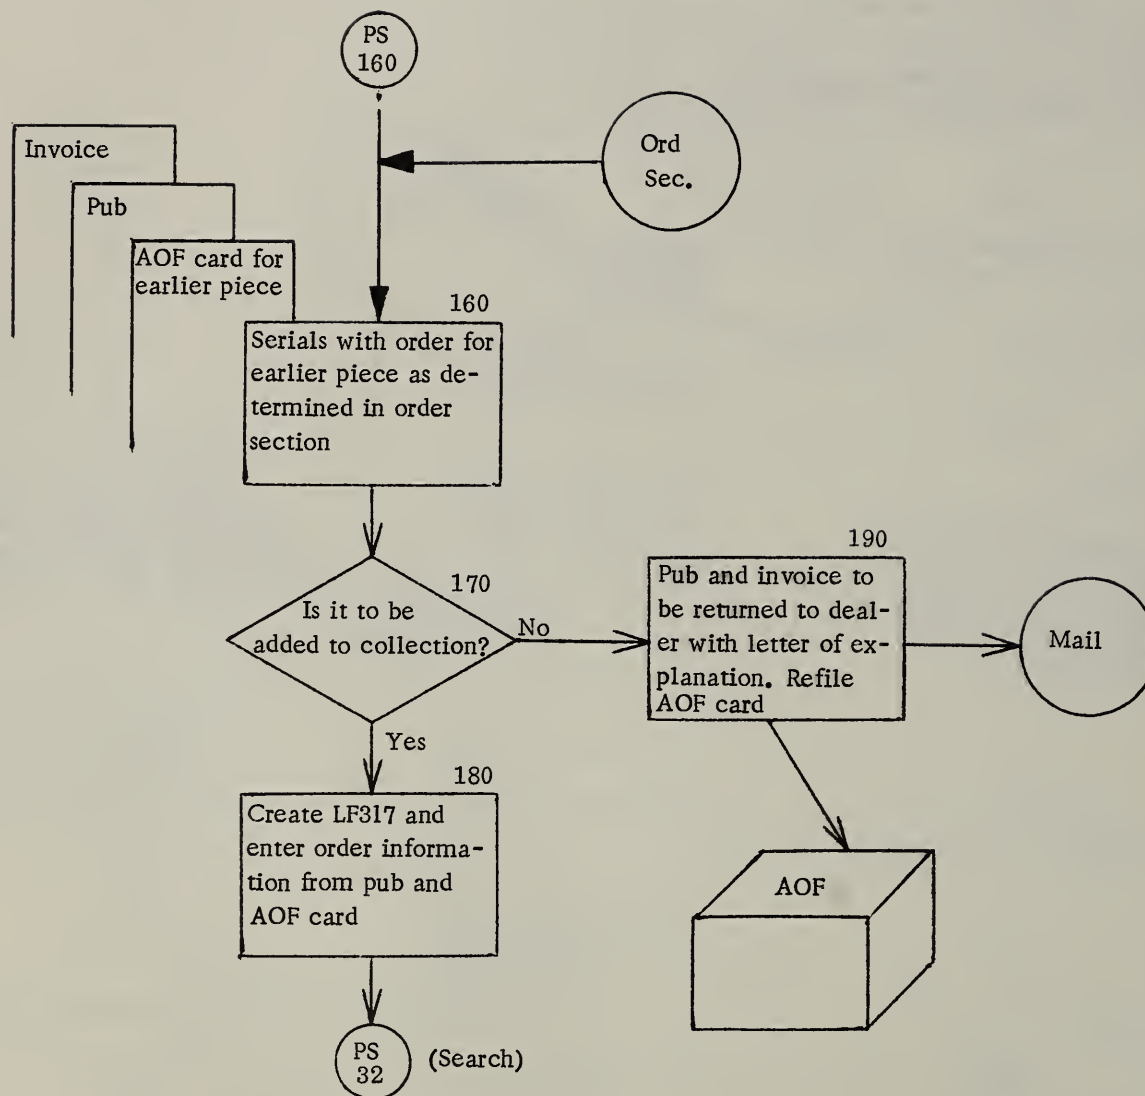 PS
160
Ord
Sec.
Invoice
Pub
AOF card for
earlier piece
160
Serials with order for
earlier piece as de-
termined in order
section
170
Is it to be
added to collection?
No
190
Pub and invoice to
be returned to deal-
er with letter of ex-
planation. Refile
AOF card
Mail
Yes
180
Create LF317 and
enter order informa-
tion from pub and
AOF card
AOF
PS
32
(Search)